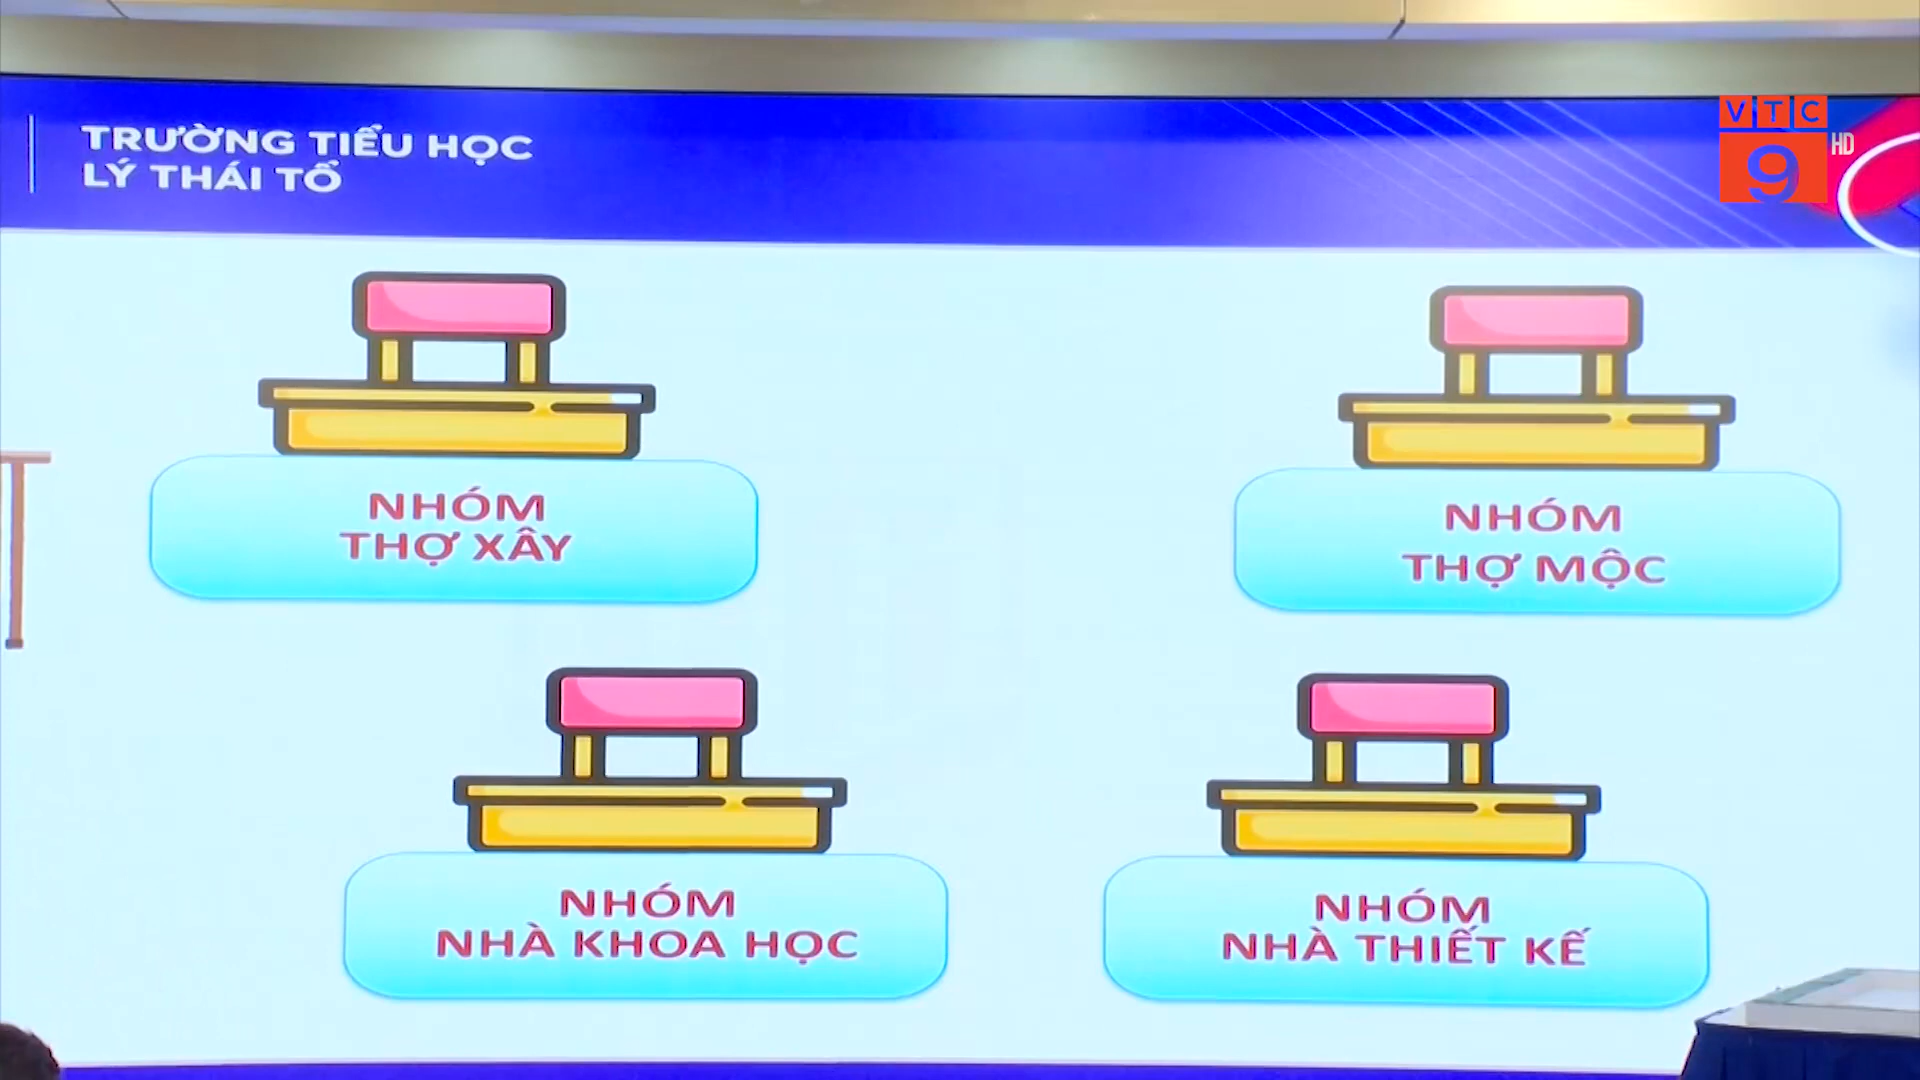 TRƯỜNG TIỂU HỌC
LÝ THÁI TỔ
VTC
9
HD
NHÓM
THỢ XÂY
NHÓM
THỢ MỘC
NHÓM
NHÀ KHOA HỌC
NHÓM
NHÀ THIẾT KẾ